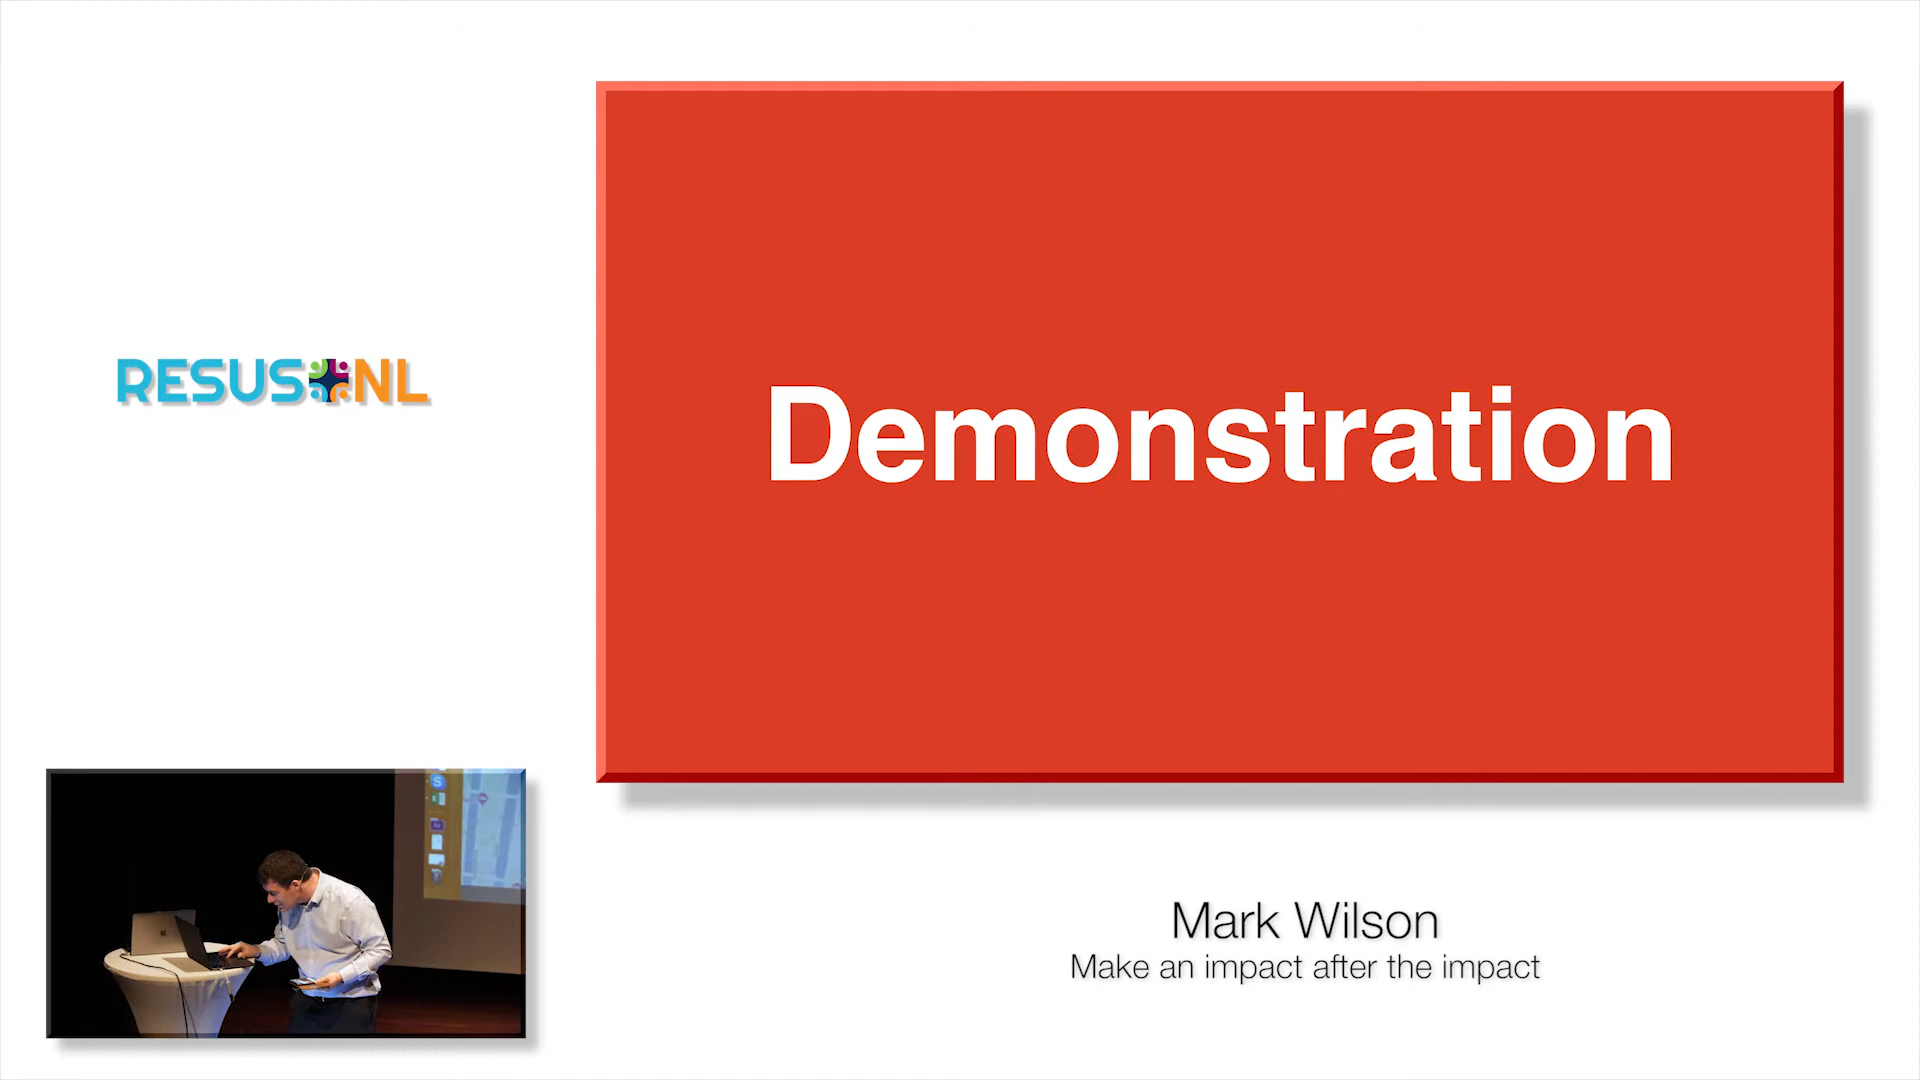 RESUS NL
Demonstration
Mark Wilson
Make an impact after the impact